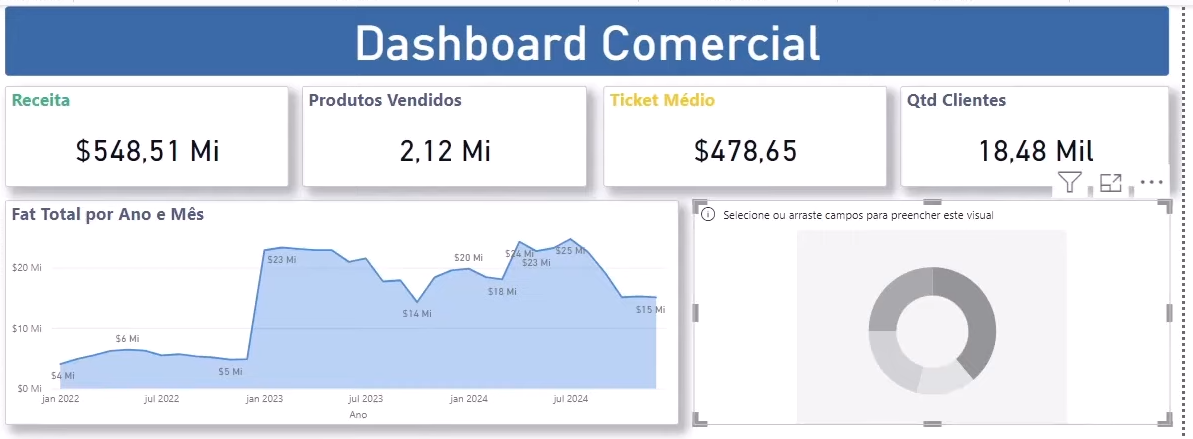 Dashboard Comercial
Receita
$548,51 Mi
Produtos Vendidos
2,12 Mi
Ticket Médio
$478,65
Qtd Clientes
18,48 Mil
Fat Total por Ano e Mês
$20 Mi
$10 Mi
$0 Mi
$4 Mi
$6 Mi
$5 Mi
$23 Mi
$14 Mi
$20 Mi
$18 Mi
$24 Mi
$23 Mi
$25 Mi
$15 Mi
jan 2022
jul 2022
jan 2023
jul 2023
jan 2024
jul 2024
Ano
Selecione ou arraste campos para preencher este visual